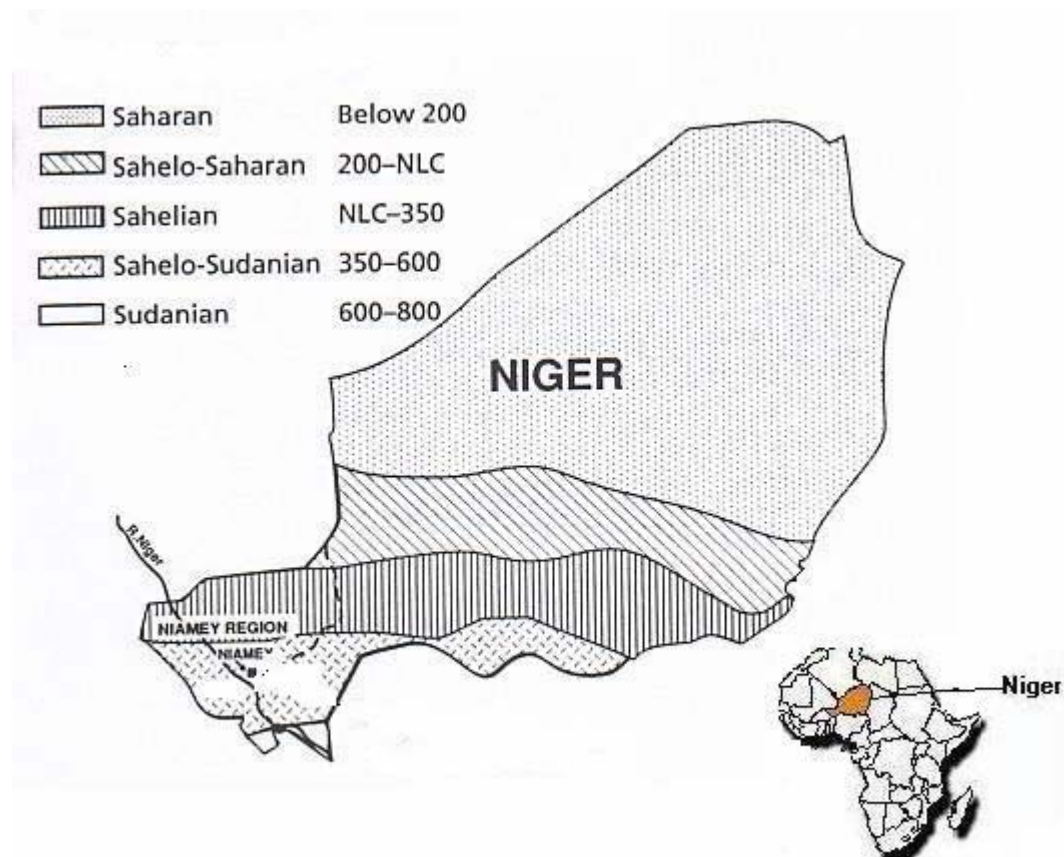 Saharan Below 200
Sahelo-Saharan 200–NLC
Sahelian NLC–350
Sahelo-Sudanian 350–600
Sudanian 600–800
NIGER
R.Niger
NIAMEY REGION
NIAMEY
Niger